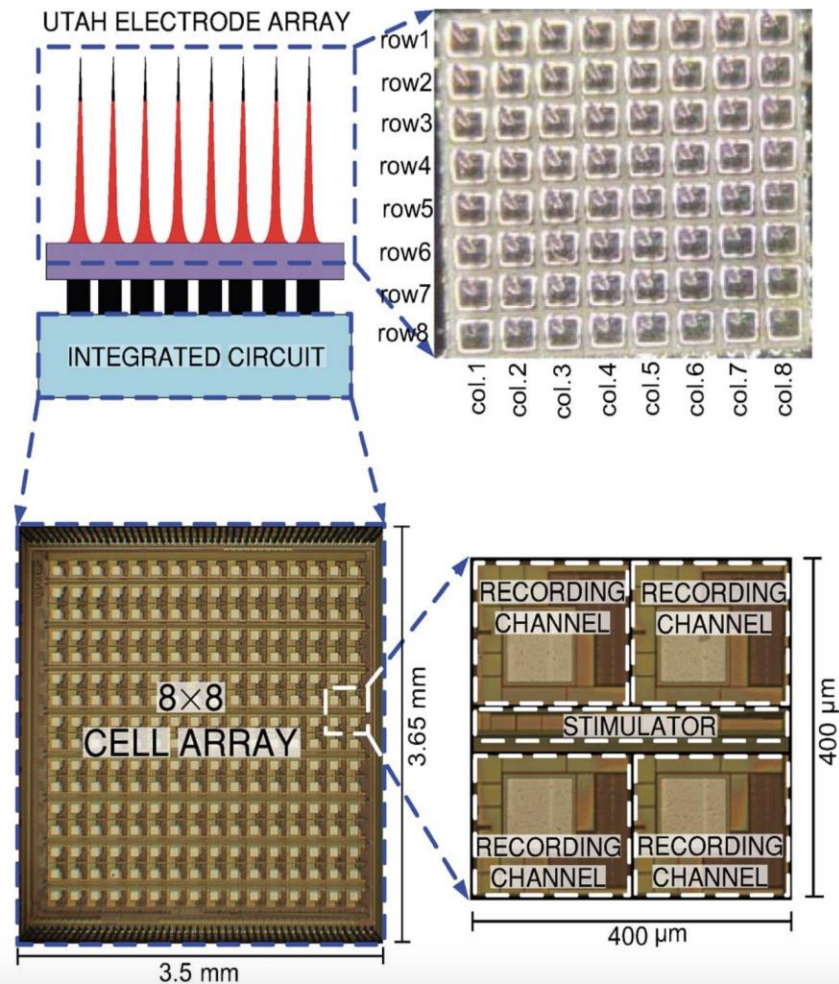 UTAH ELECTRODE ARRAY
row1
row2
row3
row4
row5
row6
row7
row8
col.1
col.2
col.3
col.4
col.5
col.6
col.7
col.8
INTEGRATED CIRCUIT
8×8
CELL ARRAY
3.65 mm
3.5 mm
RECORDING
CHANNEL
RECORDING
CHANNEL
STIMULATOR
RECORDING
CHANNEL
RECORDING
CHANNEL
400 µm
400 µm